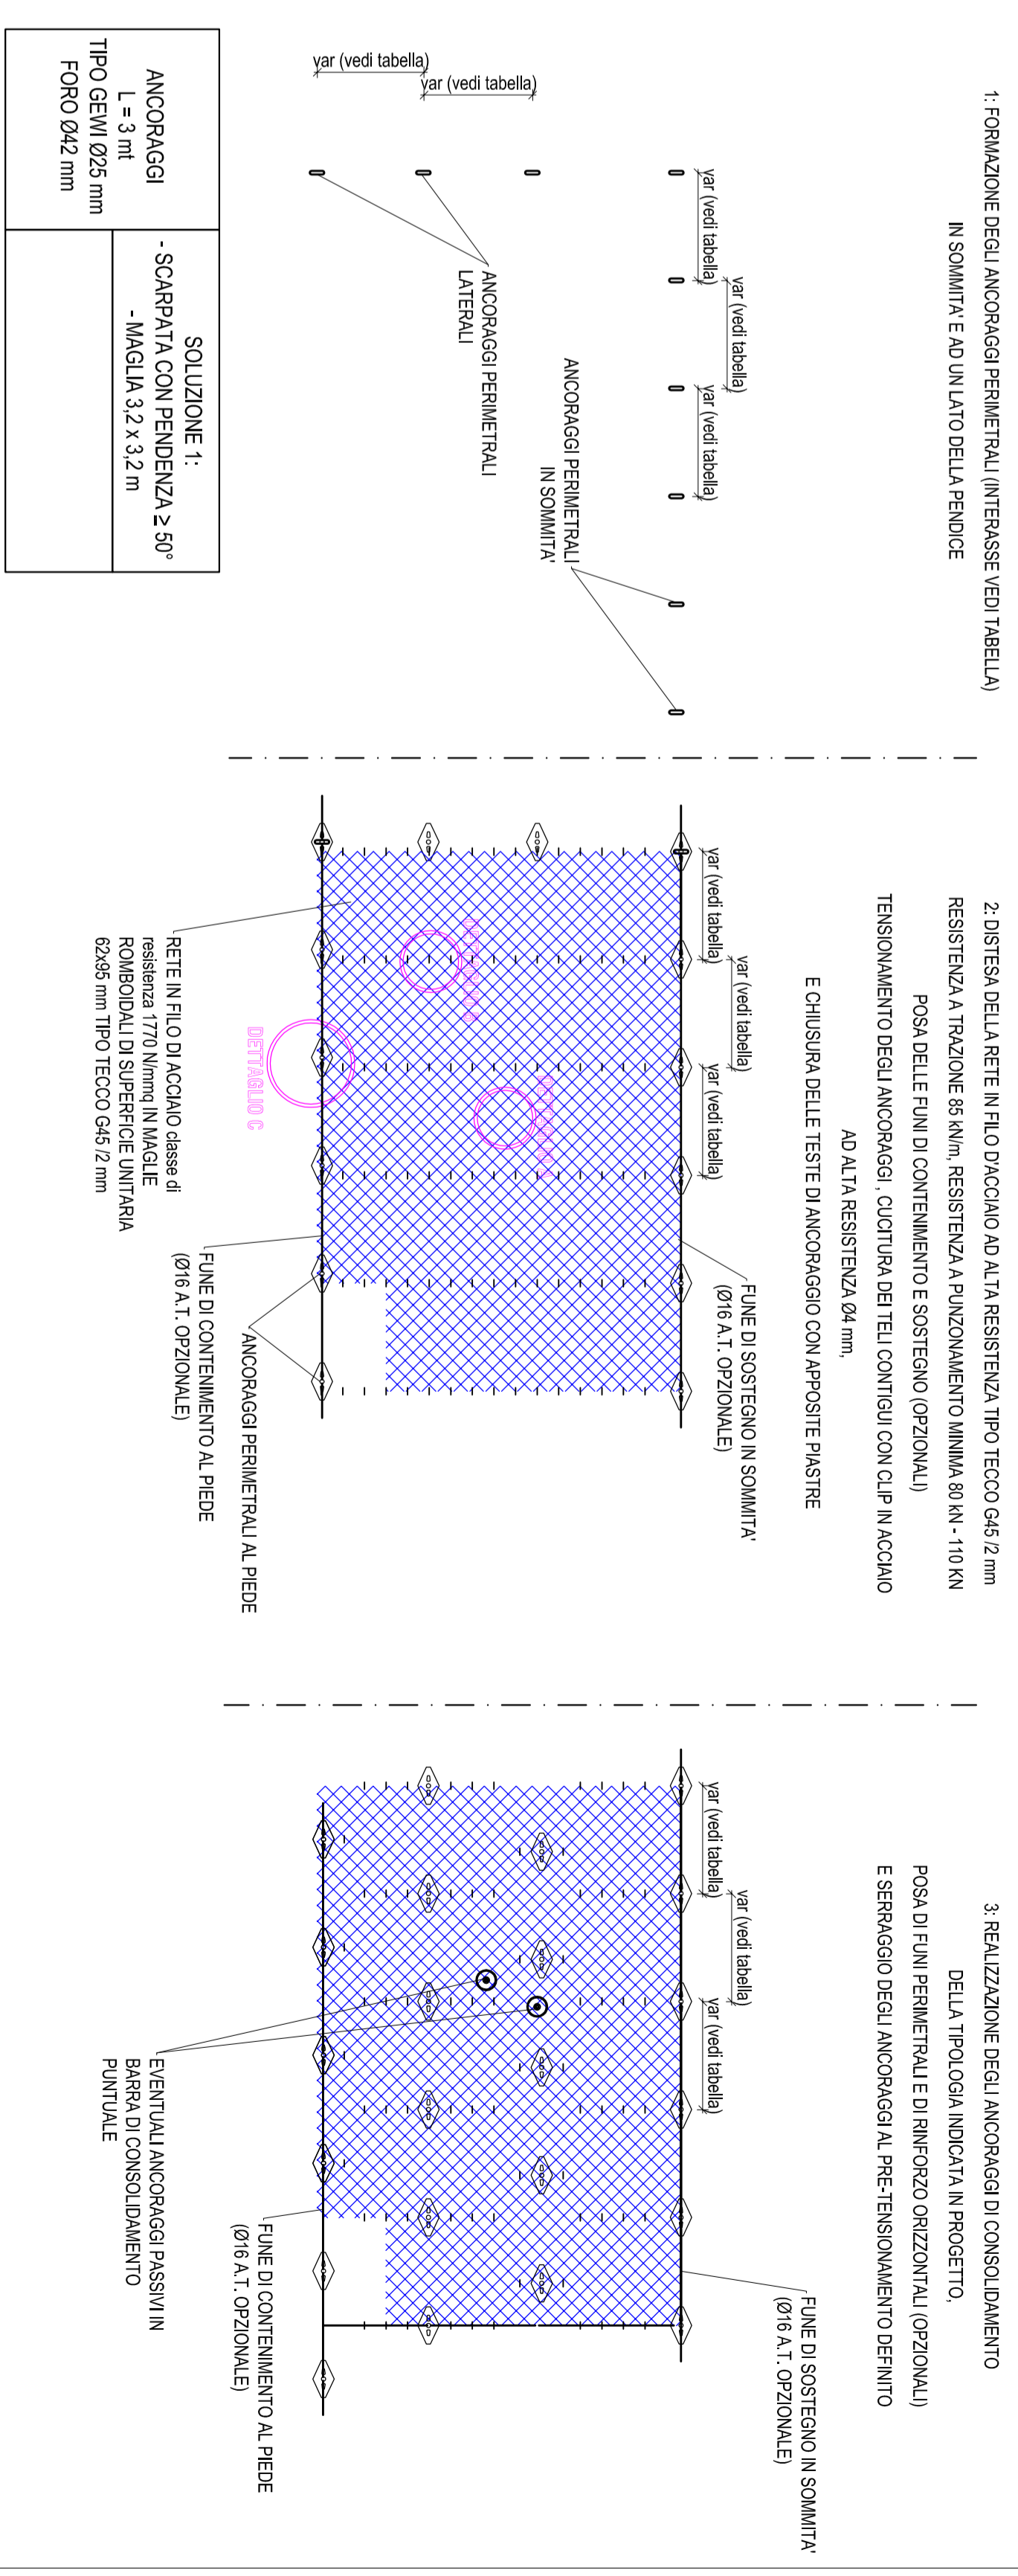 1: FORMAZIONE DEGLI ANCORAGGI PERIMETRALI (INTERASSE VEDI TABELLA)
IN SOMMITA' E AD UN LATO DELLA PENDICE
var (vedi tabella)
var (vedi tabella)
var (vedi tabella)
var (vedi tabella)
var (vedi tabella)
ANCORAGGI PERIMETRALI
IN SOMMITA'
ANCORAGGI PERIMETRALI
LATERALI
ANCORAGGI
L = 3 mt
TIPO GEWI Ø25 mm
FORO Ø42 mm
SOLUZIONE 1:
- SCARPATA CON PENDENZA ≥ 50°
- MAGLIA 3,2 x 3,2 m
2: DISTESA DELLA RETE IN FILO D'ACCIAIO AD ALTA RESISTENZA TIPO TECCO G45 /2 mm
RESISTENZA A TRAZIONE 85 kN/m, RESISTENZA A PUNZONAMENTO MINIMA 80 kN - 110 KN
POSA DELLE FUNI DI CONTENIMENTO E SOSTEGNO (OPZIONALI)
TENSIONAMENTO DEGLI ANCORAGGI , CUCITURA DEI TELI CONTIGUI CON CLIP IN ACCIAIO
AD ALTA RESISTENZA Ø4 mm,
E CHIUSURA DELLE TESTE DI ANCORAGGIO CON APPOSITE PIASTRE
var (vedi tabella)
var (vedi tabella)
var (vedi tabella)
FUNE DI SOSTEGNO IN SOMMITA'
(Ø16 A.T. OPZIONALE)
DETTAGLIO A
DETTAGLIO B
DETTAGLIO C
ANCORAGGI PERIMETRALI AL PIEDE
FUNE DI CONTENIMENTO AL PIEDE
(Ø16 A.T. OPZIONALE)
RETE IN FILO DI ACCIAIO classe di
resistenza 1770 N/mmq IN MAGLIE
ROMBOIDALI DI SUPERFICIE UNITARIA
62x95 mm TIPO TECCO G45 /2 mm
3: REALIZZAZIONE DEGLI ANCORAGGI DI CONSOLIDAMENTO
DELLA TIPOLOGIA INDICATA IN PROGETTO,
POSA DI FUNI PERIMETRALI E DI RINFORZO ORIZZONTALI (OPZIONALI)
E SERRAGGIO DEGLI ANCORAGGI AL PRE-TENSIONAMENTO DEFINITO
var (vedi tabella)
var (vedi tabella)
var (vedi tabella)
FUNE DI SOSTEGNO IN SOMMITA'
(Ø16 A.T. OPZIONALE)
FUNE DI CONTENIMENTO AL PIEDE
(Ø16 A.T. OPZIONALE)
EVENTUALI ANCORAGGI PASSIVI IN
BARRA DI CONSOLIDAMENTO
PUNTUALE